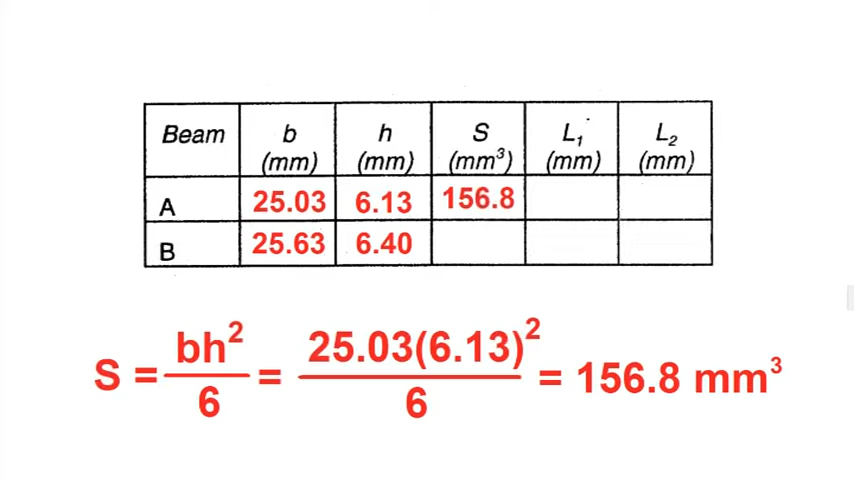 Beam b h S L₁ L₂
(mm) (mm) (mm³) (mm) (mm)
A 25.03 6.13 156.8
B 25.63 6.40
S = bh²/6 = 25.03(6.13)²/6 = 156.8 mm³